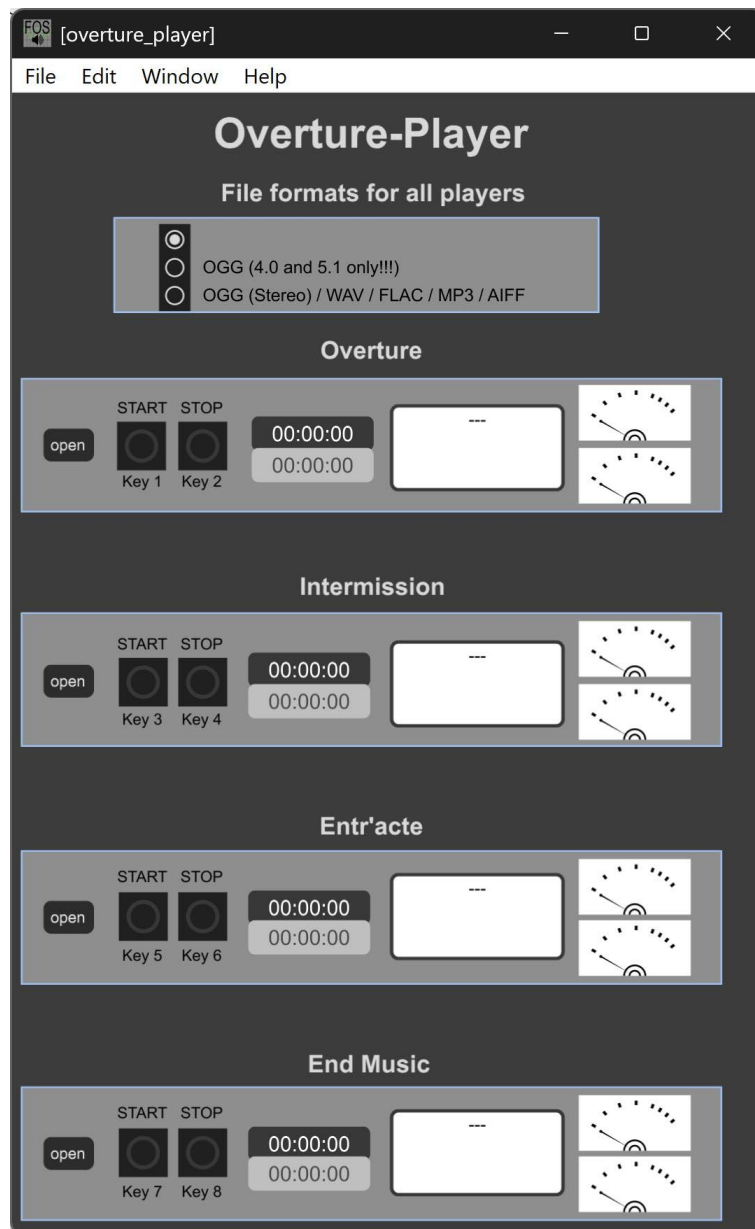 FOS
[overture_player]
File Edit Window Help
Overture-Player
File formats for all players
OGG (4.0 and 5.1 only!!!)
OGG (Stereo) / WAV / FLAC / MP3 / AIFF
Overture
START STOP
open
00:00:00
00:00:00
---
Key 1 Key 2
Intermission
START STOP
open
00:00:00
00:00:00
---
Key 3 Key 4
Entr'acte
START STOP
open
00:00:00
00:00:00
---
Key 5 Key 6
End Music
START STOP
open
00:00:00
00:00:00
---
Key 7 Key 8